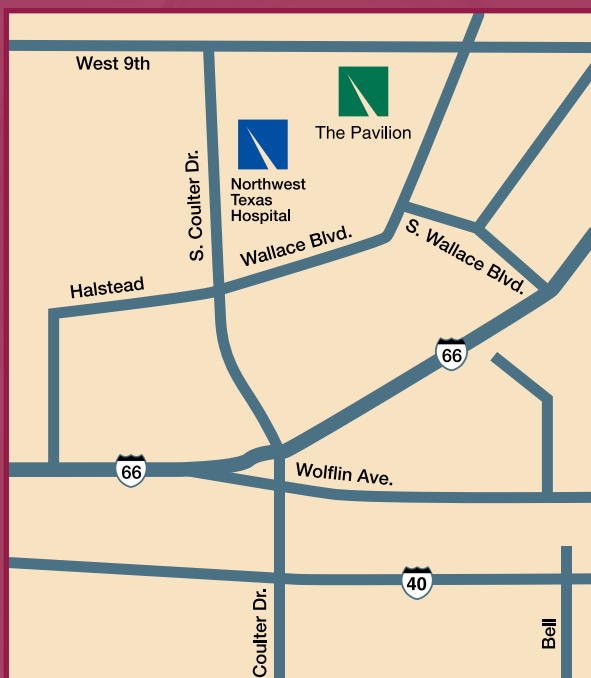 West 9th
The Pavilion
S. Coulter Dr.
Northwest
Texas
Hospital
Wallace Blvd.
S. Wallace Blvd.
Halstead
66
66
Wolflin Ave.
40
Coulter Dr.
Bell